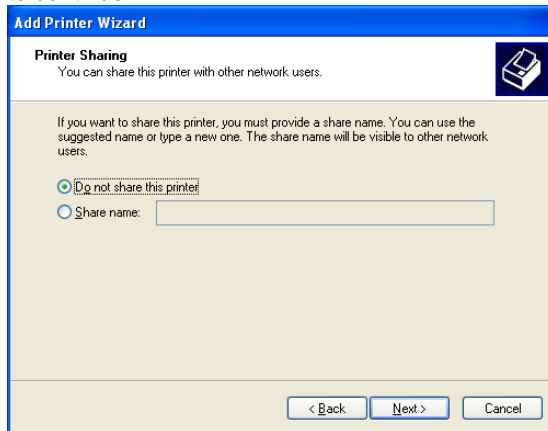 Add Printer Wizard
Printer Sharing
You can share this printer with other network users.
If you want to share this printer, you must provide a share name. You can use the
suggested name or type a new one. The share name will be visible to other network
users.
Do not share this printer
Share name:
< Back Next > Cancel